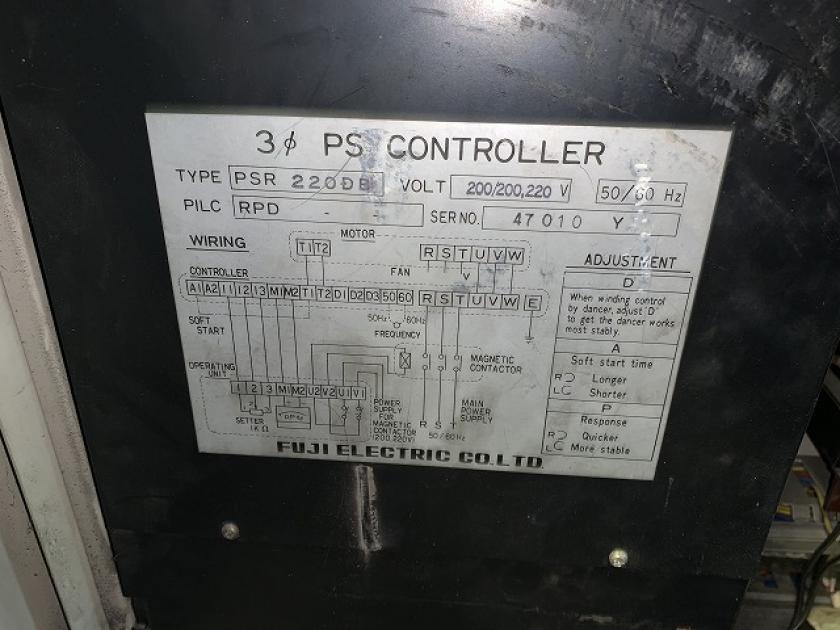 3φ PS CONTROLLER
TYPE PSR 220DB VOLT 200/200,220 V 50/60 Hz
PILC RPD - - SER NO. 47010 Y
WIRING
MOTOR
T1 T2
R S T U V W
FAN
V
CONTROLLER
A1 A2 I1 I2 I3 M1 M2 T1 T2 D1 D2 D3 50 60 R S T U V W E
SOFT START
50Hz 60Hz
FREQUENCY
MAGNETIC CONTACTOR
OPERATING UNIT
1 2 3 M1 M2 U2 V2 U1 V1
SETTER 1KΩ
POWER SUPPLY FOR MAGNETIC CONTACTOR (200,220V)
R S T
50/60Hz
MAIN POWER SUPPLY
ADJUSTMENT
D
When winding control
by dancer, adjust "D"
to get the dancer works
most stably.
A
Soft start time
R Longer
L Shorter
P
Response
R Quicker
L More stable
FUJI ELECTRIC CO. LTD.